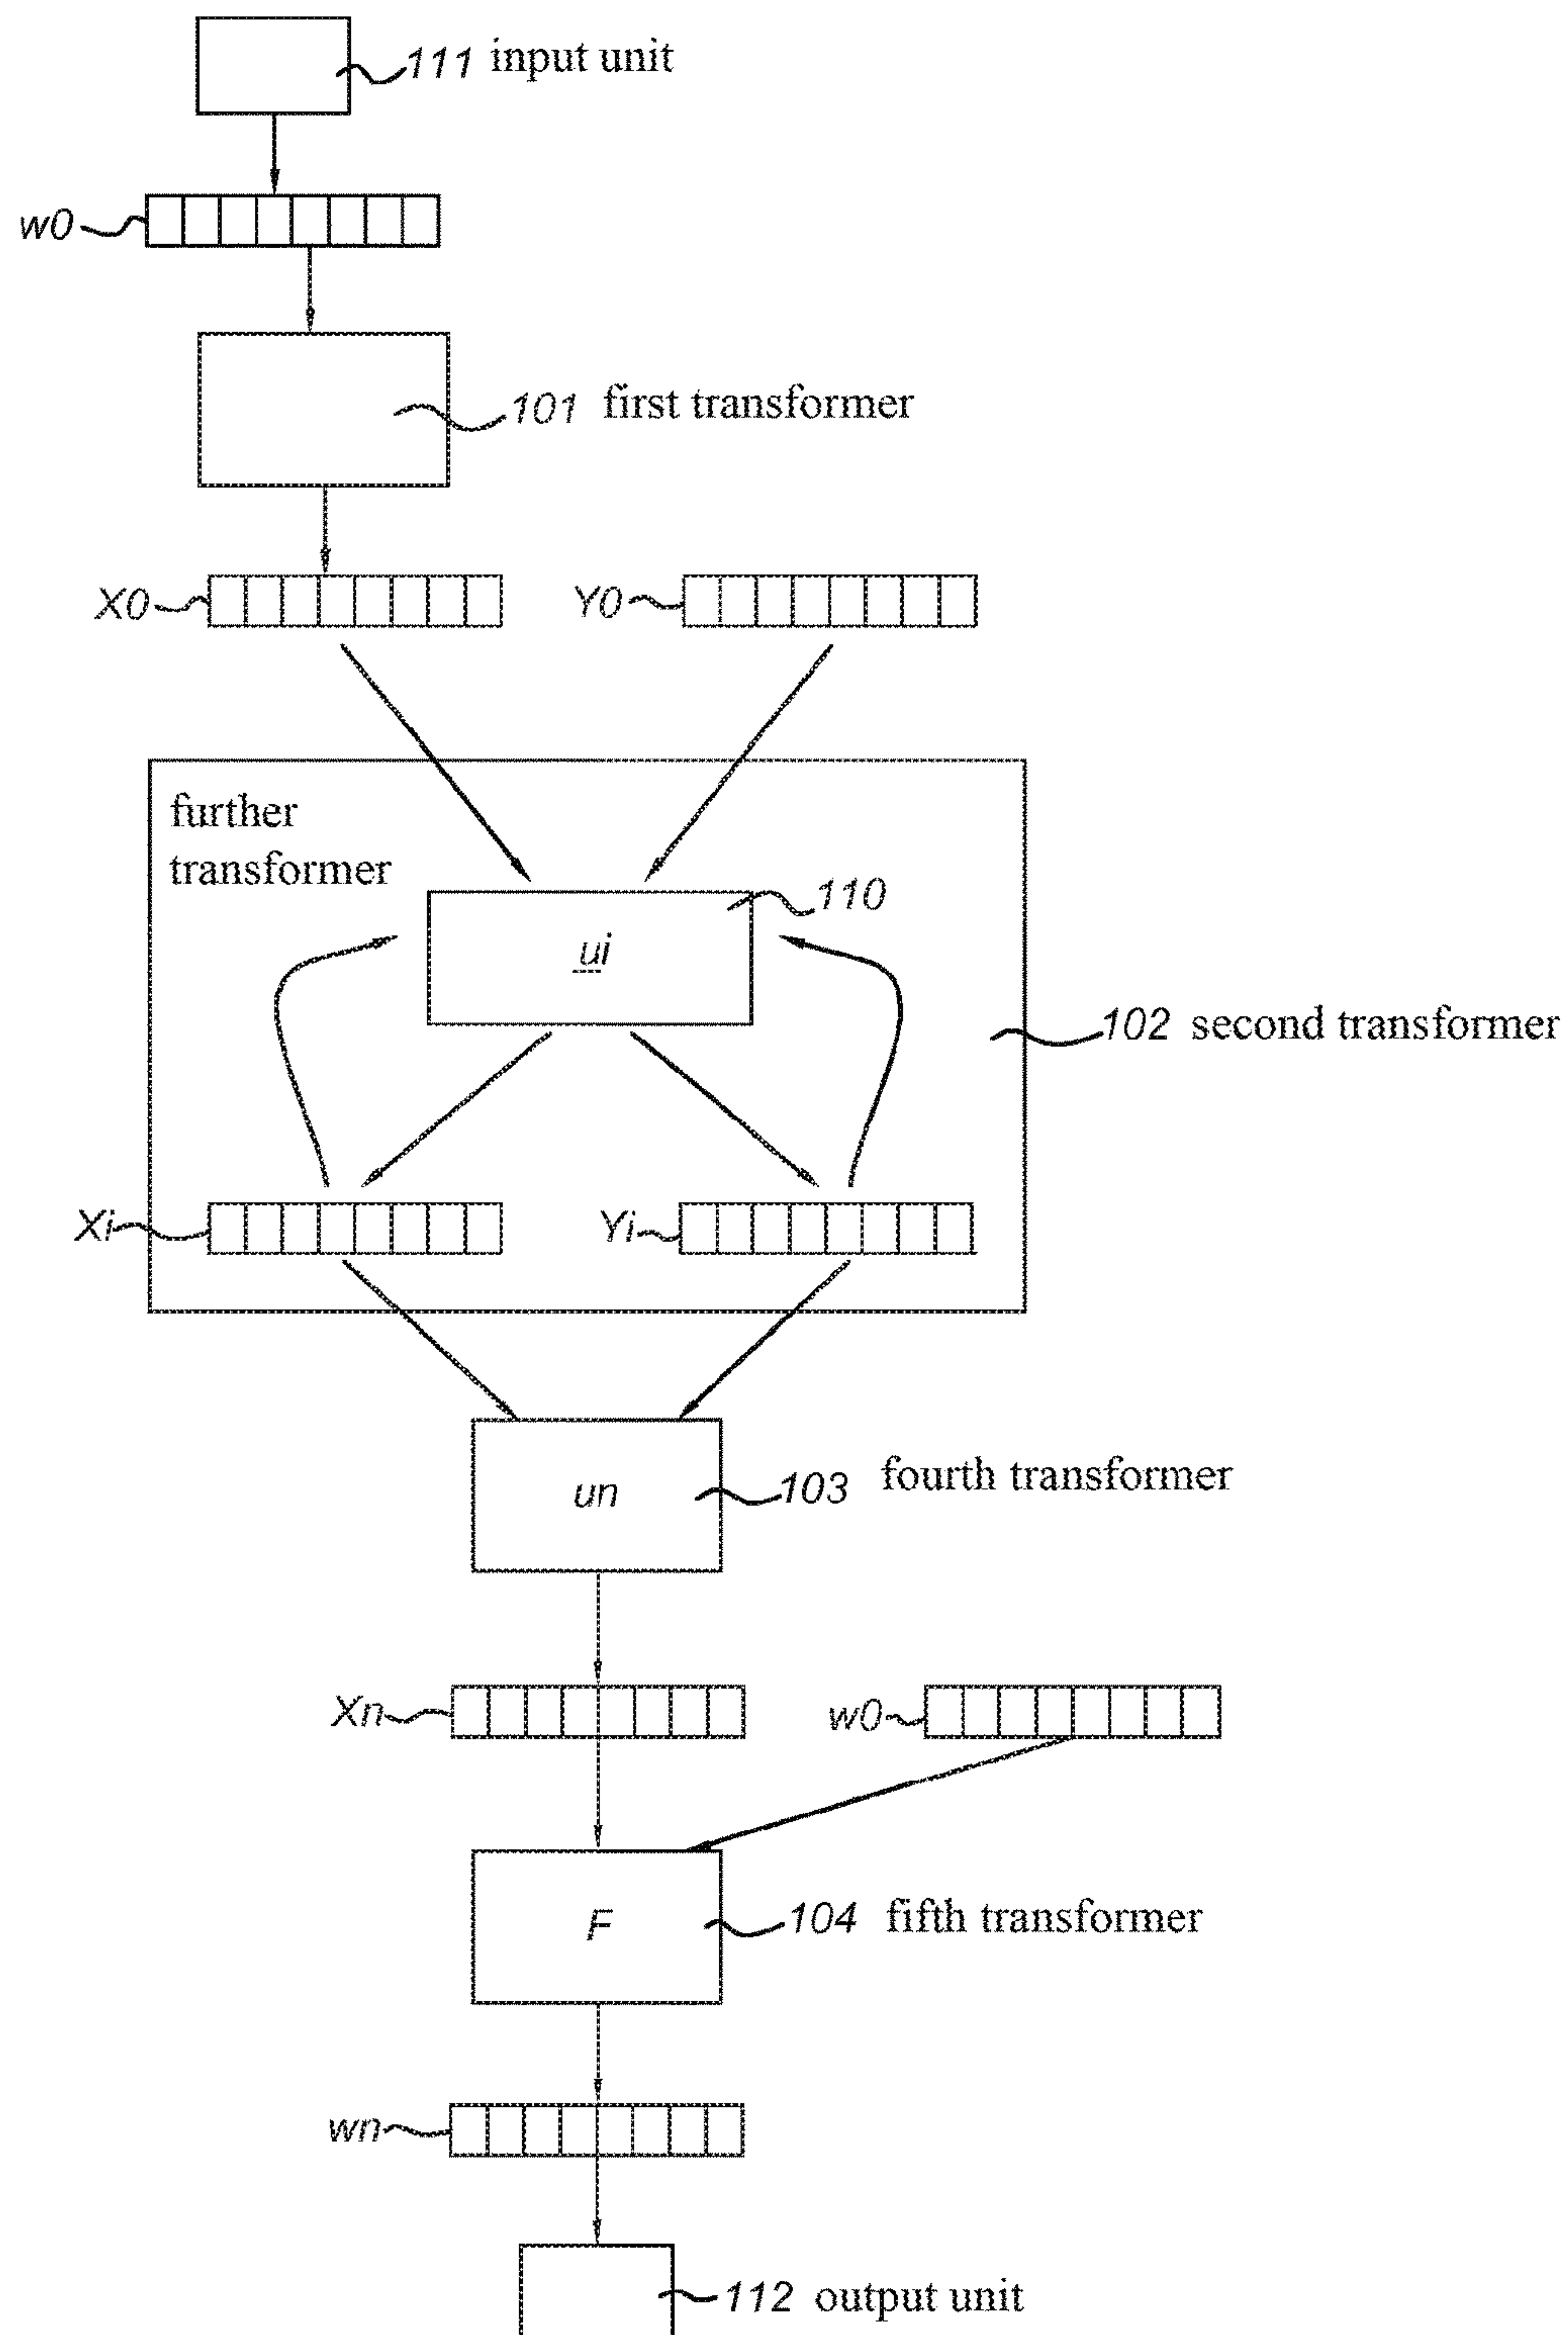 111 input unit
w0
101 first transformer
X0
Y0
further
transformer
110
ui
102 second transformer
Xi
Yi
un
103 fourth transformer
Xn
w0
F
104 fifth transformer
wn
112 output unit